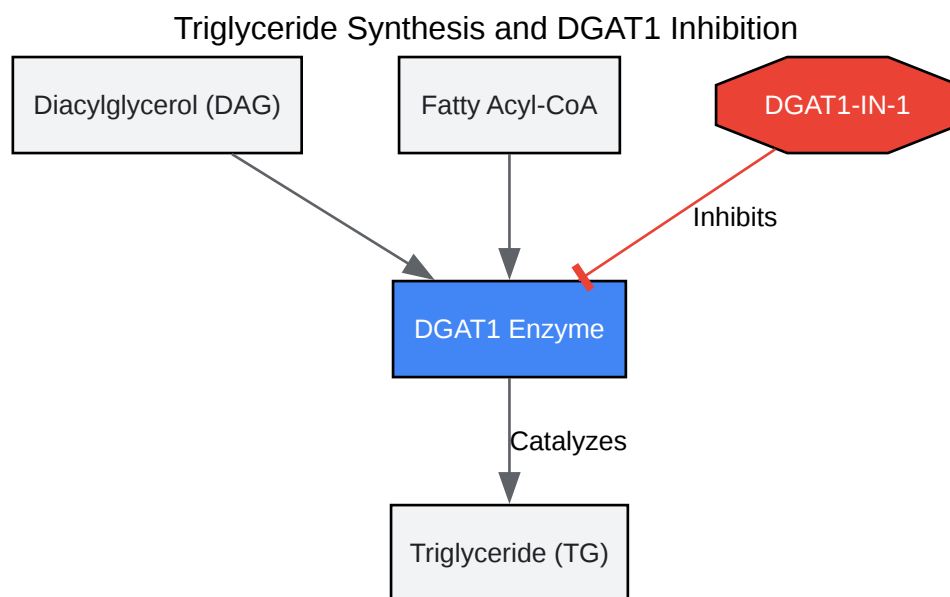 Triglyceride Synthesis and DGAT1 Inhibition
Diacylglycerol (DAG)
Fatty Acyl-CoA
DGAT1-IN-1
Inhibits
DGAT1 Enzyme
Catalyzes
Triglyceride (TG)